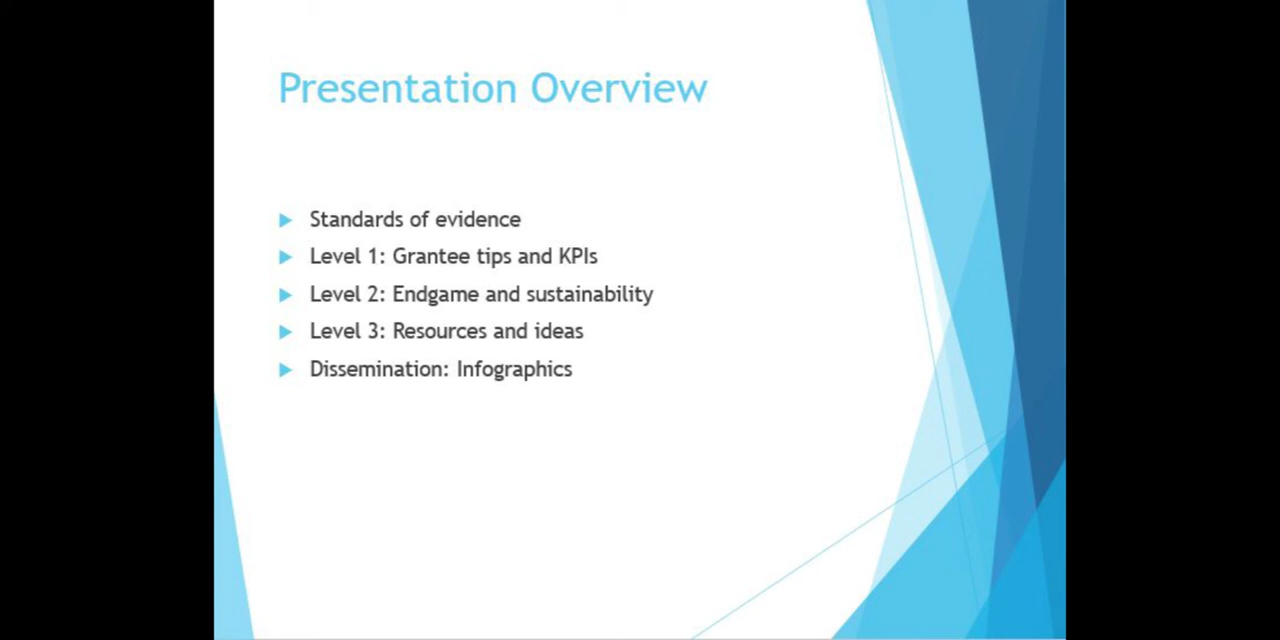 Presentation Overview
Standards of evidence
Level 1: Grantee tips and KPIs
Level 2: Endgame and sustainability
Level 3: Resources and ideas
Dissemination: Infographics